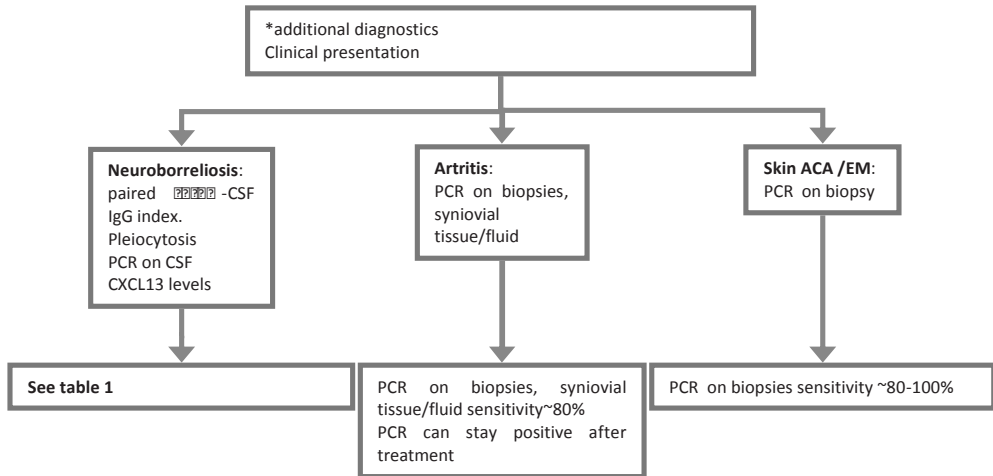 *additional diagnostics
Clinical presentation
Neuroborreliosis:
paired -CSF
IgG index.
Pleiocytosis
PCR on CSF
CXCL13 levels
Artritis:
PCR on biopsies,
syniovial
tissue/fluid
Skin ACA /EM:
PCR on biopsy
See table 1
PCR on biopsies, syniovial
tissue/fluid sensitivity~80%
PCR can stay positive after
treatment
PCR on biopsies sensitivity ~80-100%